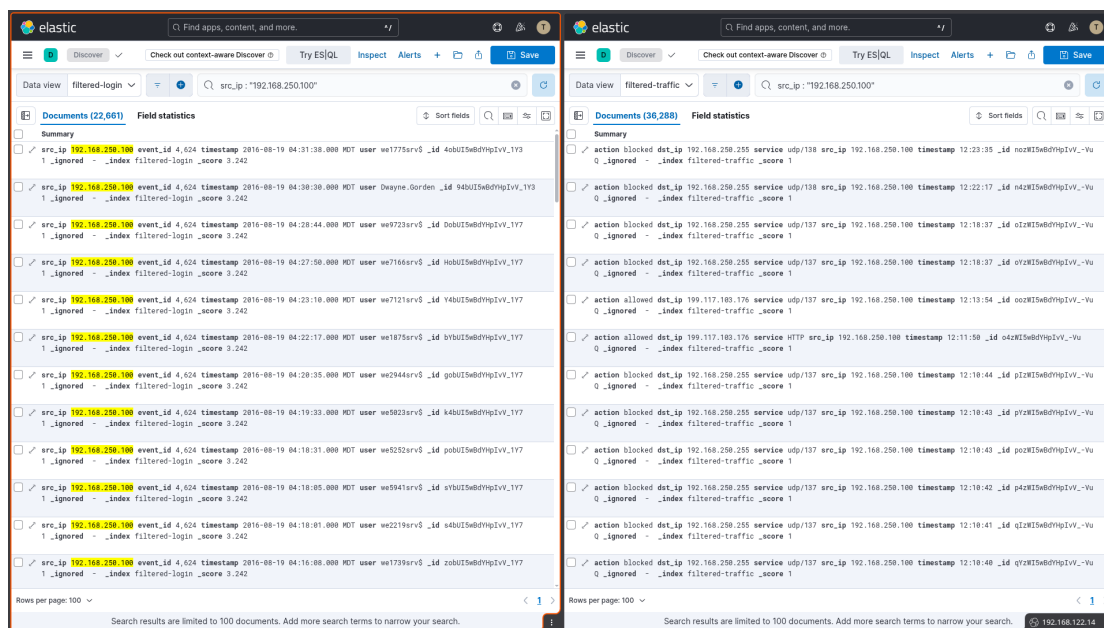 elastic
Find apps, content, and more.
^/
T
D
Discover
Check out context-aware Discover
Try ES|QL
Inspect
Alerts
Save
Data view
filtered-login
src_ip : "192.168.250.100"
Documents (22,661)
Field statistics
Sort fields
Summary
src_ip 192.168.250.100 event_id 4,624 timestamp 2016-08-19 04:31:38.000 MDT user we1775srv$ _id 4obUI5wBdYHpIvV_1Y3
1 _ignored - _index filtered-login _score 3.242
src_ip 192.168.250.100 event_id 4,624 timestamp 2016-08-19 04:30:30.000 MDT user Dwayne.Gorden _id 94bUI5wBdYHpIvV_1Y3
1 _ignored - _index filtered-login _score 3.242
src_ip 192.168.250.100 event_id 4,624 timestamp 2016-08-19 04:28:44.000 MDT user we9723srv$ _id DobUI5wBdYHpIvV_1Y7
1 _ignored - _index filtered-login _score 3.242
src_ip 192.168.250.100 event_id 4,624 timestamp 2016-08-19 04:27:50.000 MDT user we7166srv$ _id HobUI5wBdYHpIvV_1Y7
1 _ignored - _index filtered-login _score 3.242
src_ip 192.168.250.100 event_id 4,624 timestamp 2016-08-19 04:23:10.000 MDT user we7121srv$ _id Y4bUI5wBdYHpIvV_1Y7
1 _ignored - _index filtered-login _score 3.242
src_ip 192.168.250.100 event_id 4,624 timestamp 2016-08-19 04:22:17.000 MDT user we1875srv$ _id bYbUI5wBdYHpIvV_1Y7
1 _ignored - _index filtered-login _score 3.242
src_ip 192.168.250.100 event_id 4,624 timestamp 2016-08-19 04:20:35.000 MDT user we2944srv$ _id gobUI5wBdYHpIvV_1Y7
1 _ignored - _index filtered-login _score 3.242
src_ip 192.168.250.100 event_id 4,624 timestamp 2016-08-19 04:19:33.000 MDT user we5023srv$ _id k4bUI5wBdYHpIvV_1Y7
1 _ignored - _index filtered-login _score 3.242
src_ip 192.168.250.100 event_id 4,624 timestamp 2016-08-19 04:18:31.000 MDT user we5252srv$ _id pobUI5wBdYHpIvV_1Y7
1 _ignored - _index filtered-login _score 3.242
src_ip 192.168.250.100 event_id 4,624 timestamp 2016-08-19 04:18:05.000 MDT user we5941srv$ _id sYbUI5wBdYHpIvV_1Y7
1 _ignored - _index filtered-login _score 3.242
src_ip 192.168.250.100 event_id 4,624 timestamp 2016-08-19 04:18:01.000 MDT user we2219srv$ _id s4bUI5wBdYHpIvV_1Y7
1 _ignored - _index filtered-login _score 3.242
src_ip 192.168.250.100 event_id 4,624 timestamp 2016-08-19 04:16:08.000 MDT user we1739srv$ _id zobUI5wBdYHpIvV_1Y7
1 _ignored - _index filtered-login _score 3.242
Rows per page: 100
1
Search results are limited to 100 documents. Add more search terms to narrow your search.
elastic
Find apps, content, and more.
^/
T
D
Discover
Check out context-aware Discover
Try ES|QL
Inspect
Alerts
Save
Data view
filtered-traffic
src_ip : "192.168.250.100"
Documents (36,288)
Field statistics
Sort fields
Summary
action blocked dst_ip 192.168.250.255 service udp/138 src_ip 192.168.250.100 timestamp 12:23:35 _id nozWI5wBdYHpIvV_-Vu
Q _ignored - _index filtered-traffic _score 1
action blocked dst_ip 192.168.250.255 service udp/138 src_ip 192.168.250.100 timestamp 12:22:17 _id n4zWI5wBdYHpIvV_-Vu
Q _ignored - _index filtered-traffic _score 1
action blocked dst_ip 192.168.250.255 service udp/137 src_ip 192.168.250.100 timestamp 12:18:37 _id oIzWI5wBdYHpIvV_-Vu
Q _ignored - _index filtered-traffic _score 1
action blocked dst_ip 192.168.250.255 service udp/137 src_ip 192.168.250.100 timestamp 12:18:37 _id oYzWI5wBdYHpIvV_-Vu
Q _ignored - _index filtered-traffic _score 1
action allowed dst_ip 199.117.103.176 service udp/137 src_ip 192.168.250.100 timestamp 12:13:54 _id oozWI5wBdYHpIvV_-Vu
Q _ignored - _index filtered-traffic _score 1
action allowed dst_ip 199.117.103.176 service HTTP src_ip 192.168.250.100 timestamp 12:11:50 _id o4zWI5wBdYHpIvV_-Vu
Q _ignored - _index filtered-traffic _score 1
action blocked dst_ip 192.168.250.255 service udp/137 src_ip 192.168.250.100 timestamp 12:10:44 _id pIzWI5wBdYHpIvV_-Vu
Q _ignored - _index filtered-traffic _score 1
action blocked dst_ip 192.168.250.255 service udp/137 src_ip 192.168.250.100 timestamp 12:10:43 _id pYzWI5wBdYHpIvV_-Vu
Q _ignored - _index filtered-traffic _score 1
action blocked dst_ip 192.168.250.255 service udp/137 src_ip 192.168.250.100 timestamp 12:10:43 _id pozWI5wBdYHpIvV_-Vu
Q _ignored - _index filtered-traffic _score 1
action blocked dst_ip 192.168.250.255 service udp/137 src_ip 192.168.250.100 timestamp 12:10:42 _id p4zWI5wBdYHpIvV_-Vu
Q _ignored - _index filtered-traffic _score 1
action blocked dst_ip 192.168.250.255 service udp/137 src_ip 192.168.250.100 timestamp 12:10:41 _id qIzWI5wBdYHpIvV_-Vu
Q _ignored - _index filtered-traffic _score 1
action blocked dst_ip 192.168.250.255 service udp/137 src_ip 192.168.250.100 timestamp 12:10:40 _id qYzWI5wBdYHpIvV_-Vu
Q _ignored - _index filtered-traffic _score 1
Rows per page: 100
1
Search results are limited to 100 documents. Add more search terms to narrow your search.
192.168.122.14